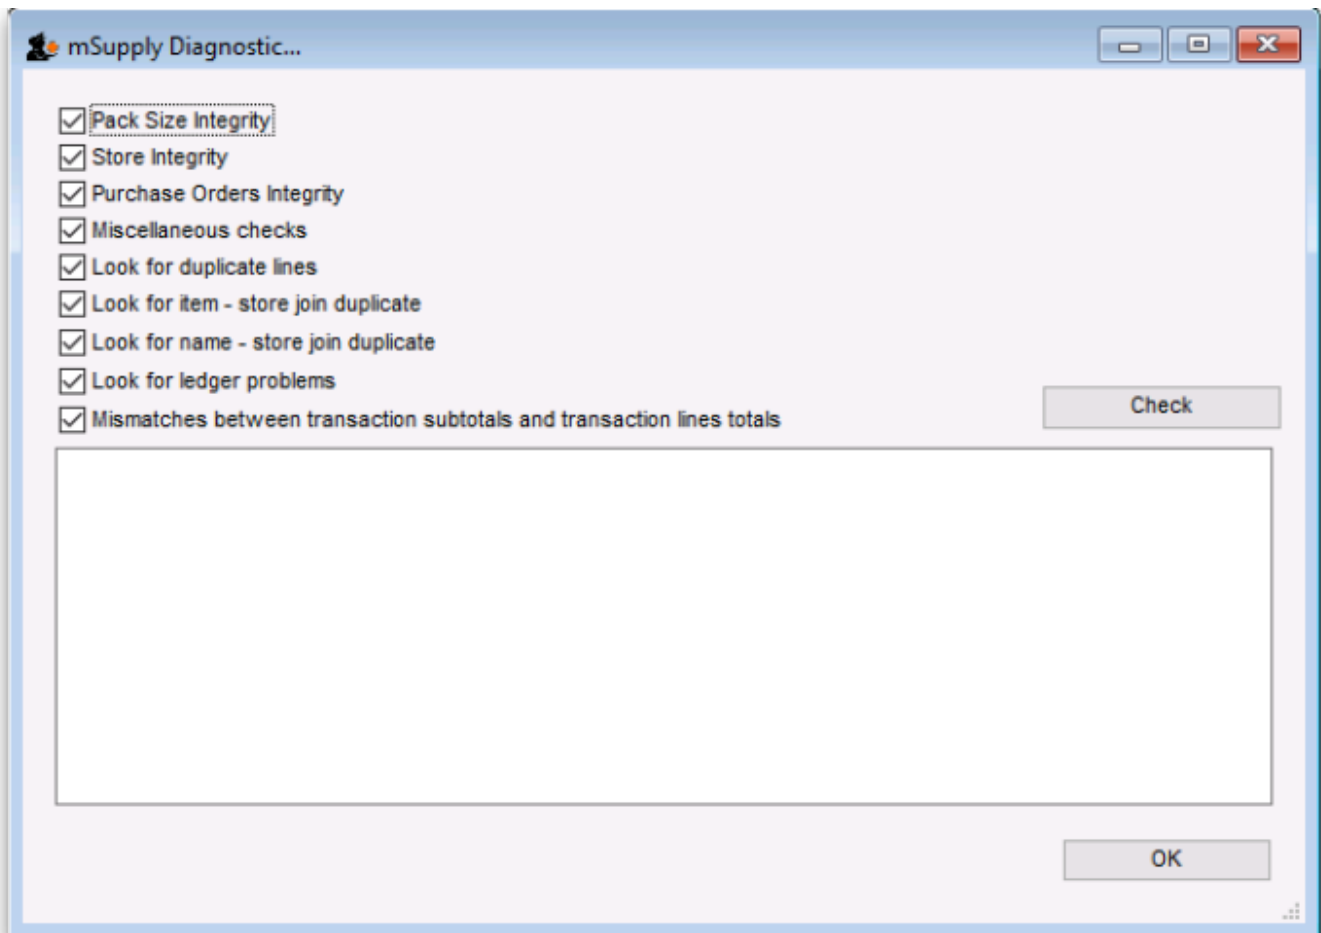 mSupply Diagnostic...
Pack Size Integrity
Store Integrity
Purchase Orders Integrity
Miscellaneous checks
Look for duplicate lines
Look for item - store join duplicate
Look for name - store join duplicate
Look for ledger problems
Mismatches between transaction subtotals and transaction lines totals
Check
OK